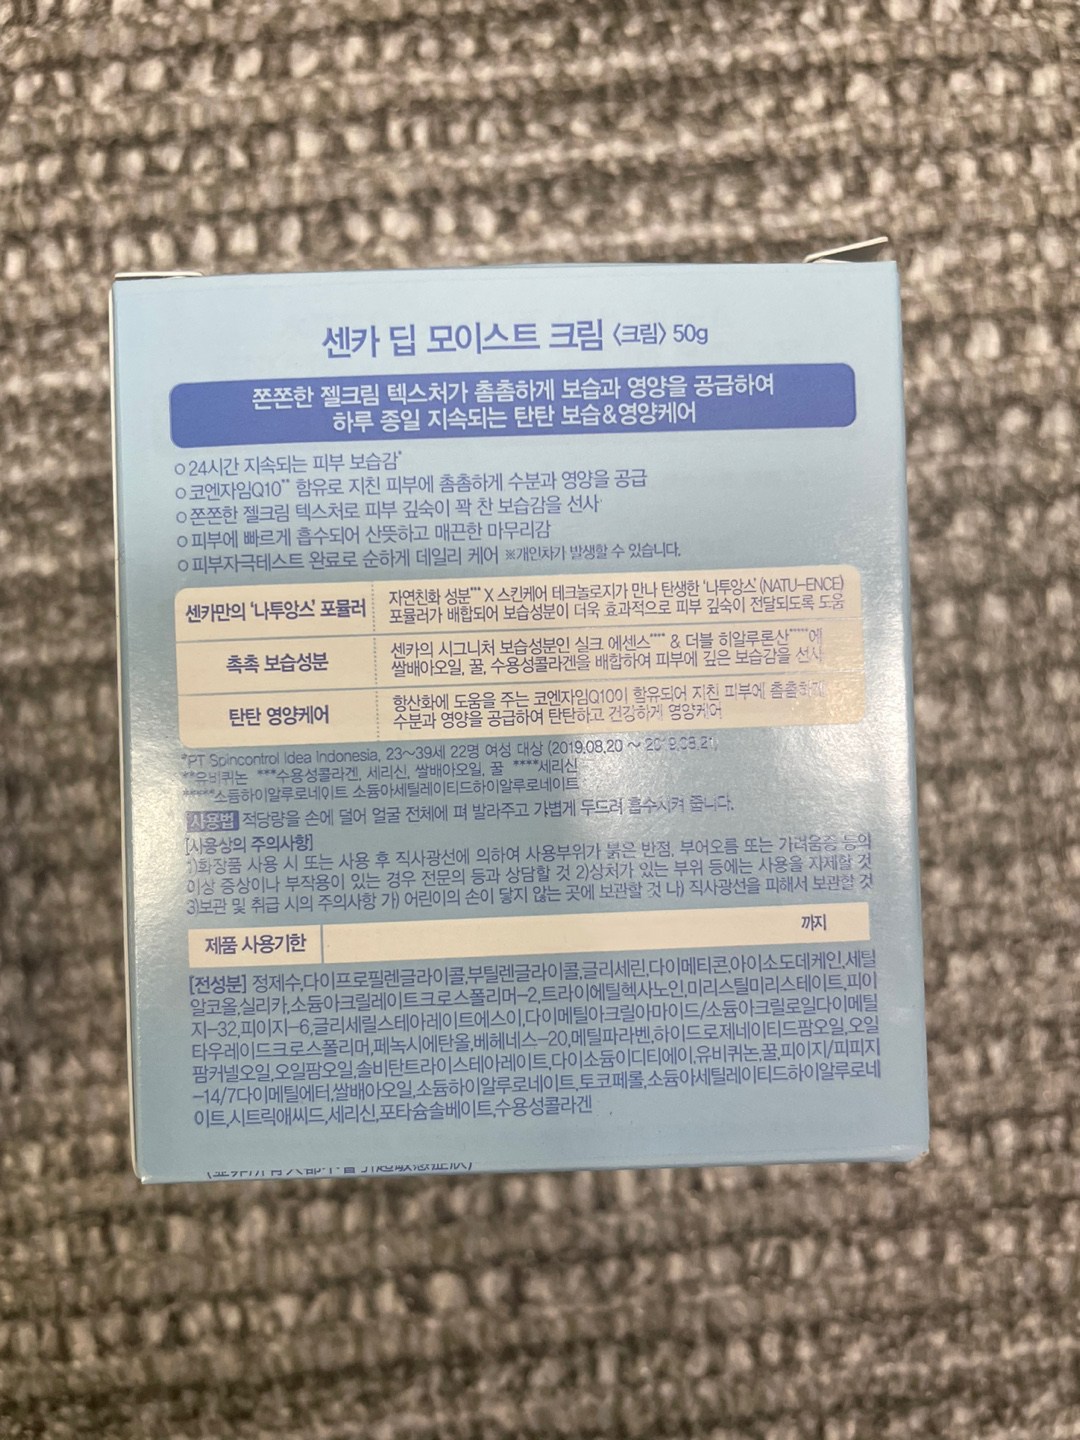 센카 딥 모이스트 크림 〈크림〉 50g
쫀쫀한 젤크림 텍스처가 촘촘하게 보습과 영양을 공급하여
하루 종일 지속되는 탄탄 보습&영양케어
○ 24시간 지속되는 피부 보습감*
○ 코엔자임Q10** 함유로 지친 피부에 촘촘하게 수분과 영양을 공급
○ 쫀쫀한 젤크림 텍스처로 피부 깊숙이 꽉 찬 보습감을 선사
○ 피부에 빠르게 흡수되어 산뜻하고 매끈한 마무리감
○ 피부자극테스트 완료로 순하게 데일리 케어 ※개인차가 발생할 수 있습니다.
센카만의 '나투앙스' 포뮬러
자연친화 성분*** X 스킨케어 테크놀로지가 만나 탄생한 '나투앙스' (NATU-ENCE)
포뮬러가 배합되어 보습성분이 더욱 효과적으로 피부 깊숙이 전달되도록 도움
촉촉 보습성분
센카의 시그니처 보습성분인 실크 에센스**** & 더블 히알루론산*****에
쌀배아오일, 꿀, 수용성콜라겐을 배합하여 피부에 깊은 보습감을 선사
탄탄 영양케어
항산화에 도움을 주는 코엔자임Q10이 함유되어 지친 피부에 촘촘하게
수분과 영양을 공급하여 탄탄하고 건강하게 영양케어
*PT Spincontrol Idea Indonesia, 23~39세 22명 여성 대상 (2019.08.20 ~ 2019.08.21)
**유비퀴논 ***수용성콜라겐, 세리신, 쌀배아오일, 꿀 ****세리신
*****소듐하이알루로네이트 소듐아세틸레이티드하이알루로네이트
사용법 적당량을 손에 덜어 얼굴 전체에 펴 발라주고 가볍게 두드려 흡수시켜 줍니다.
[사용상의 주의사항]
1)화장품 사용 시 또는 사용 후 직사광선에 의하여 사용부위가 붉은 반점, 부어오름 또는 가려움증 등의
이상 증상이나 부작용이 있는 경우 전문의 등과 상담할 것 2)상처가 있는 부위 등에는 사용을 자제할 것
3)보관 및 취급 시의 주의사항 가) 어린이의 손이 닿지 않는 곳에 보관할 것 나) 직사광선을 피해서 보관할 것
제품 사용기한 까지
[전성분] 정제수,다이프로필렌글라이콜,부틸렌글라이콜,글리세린,다이메티콘,아이소도데케인,세틸
알코올,실리카,소듐아크릴레이트크로스폴리머-2,트라이에틸헥사노인,미리스틸미리스테이트,피이
지-32,피이지-6,글리세릴스테아레이트에스이,다이메틸아크릴아마이드/소듐아크릴로일다이메틸
타우레이드크로스폴리머,페녹시에탄올,베헤네스-20,메틸파라벤,하이드로제네이티드팜오일,오일
팜커넬오일,오일팜오일,솔비탄트라이스테아레이트,다이소듐이디티에이,유비퀴논,꿀,피이지/피피지
-14/7다이메틸에터,쌀배아오일,소듐하이알루로네이트,토코페롤,소듐아세틸레이티드하이알루로네
이트,시트릭애씨드,세리신,포타슘솔베이트,수용성콜라겐